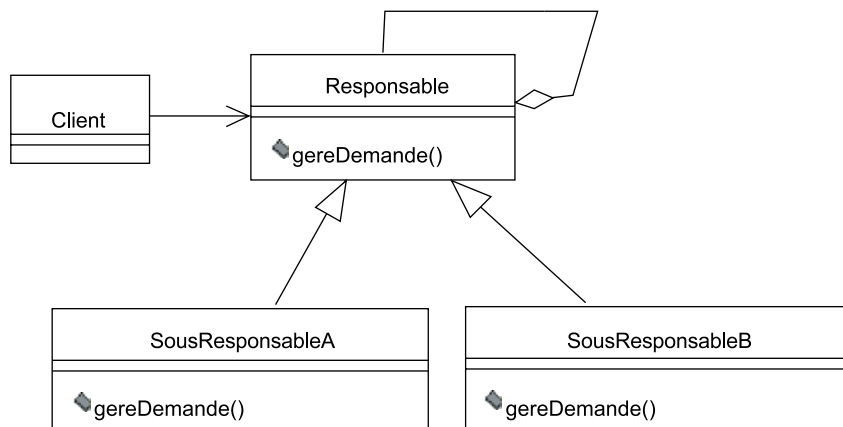 Responsable
Client
gereDemande()
SousResponsableA
SousResponsableB
gereDemande()
gereDemande()